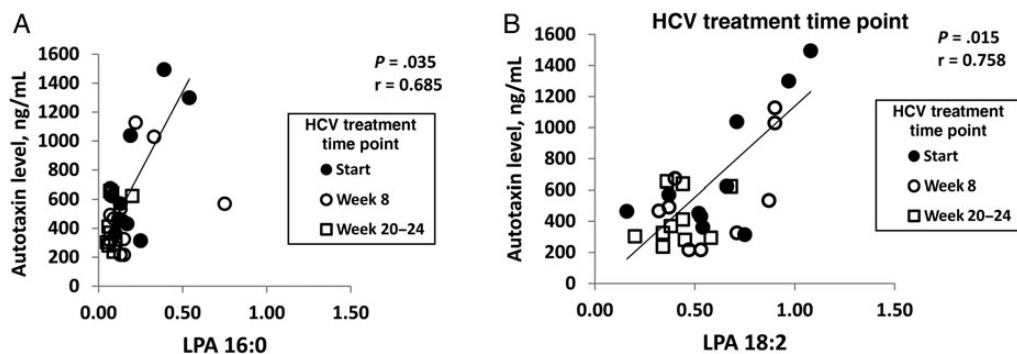 A
P = .035
r = 0.685
Autotaxin level, ng/mL
1600
1400
1200
1000
800
600
400
200
0
0.00 0.50 1.00 1.50
LPA 16:0
HCV treatment
time point
Start
Week 8
Week 20–24
B
HCV treatment time point
P = .015
r = 0.758
Autotaxin level, ng/mL
1600
1400
1200
1000
800
600
400
200
0
0.00 0.50 1.00 1.50
LPA 18:2
HCV treatment
time point
Start
Week 8
Week 20–24